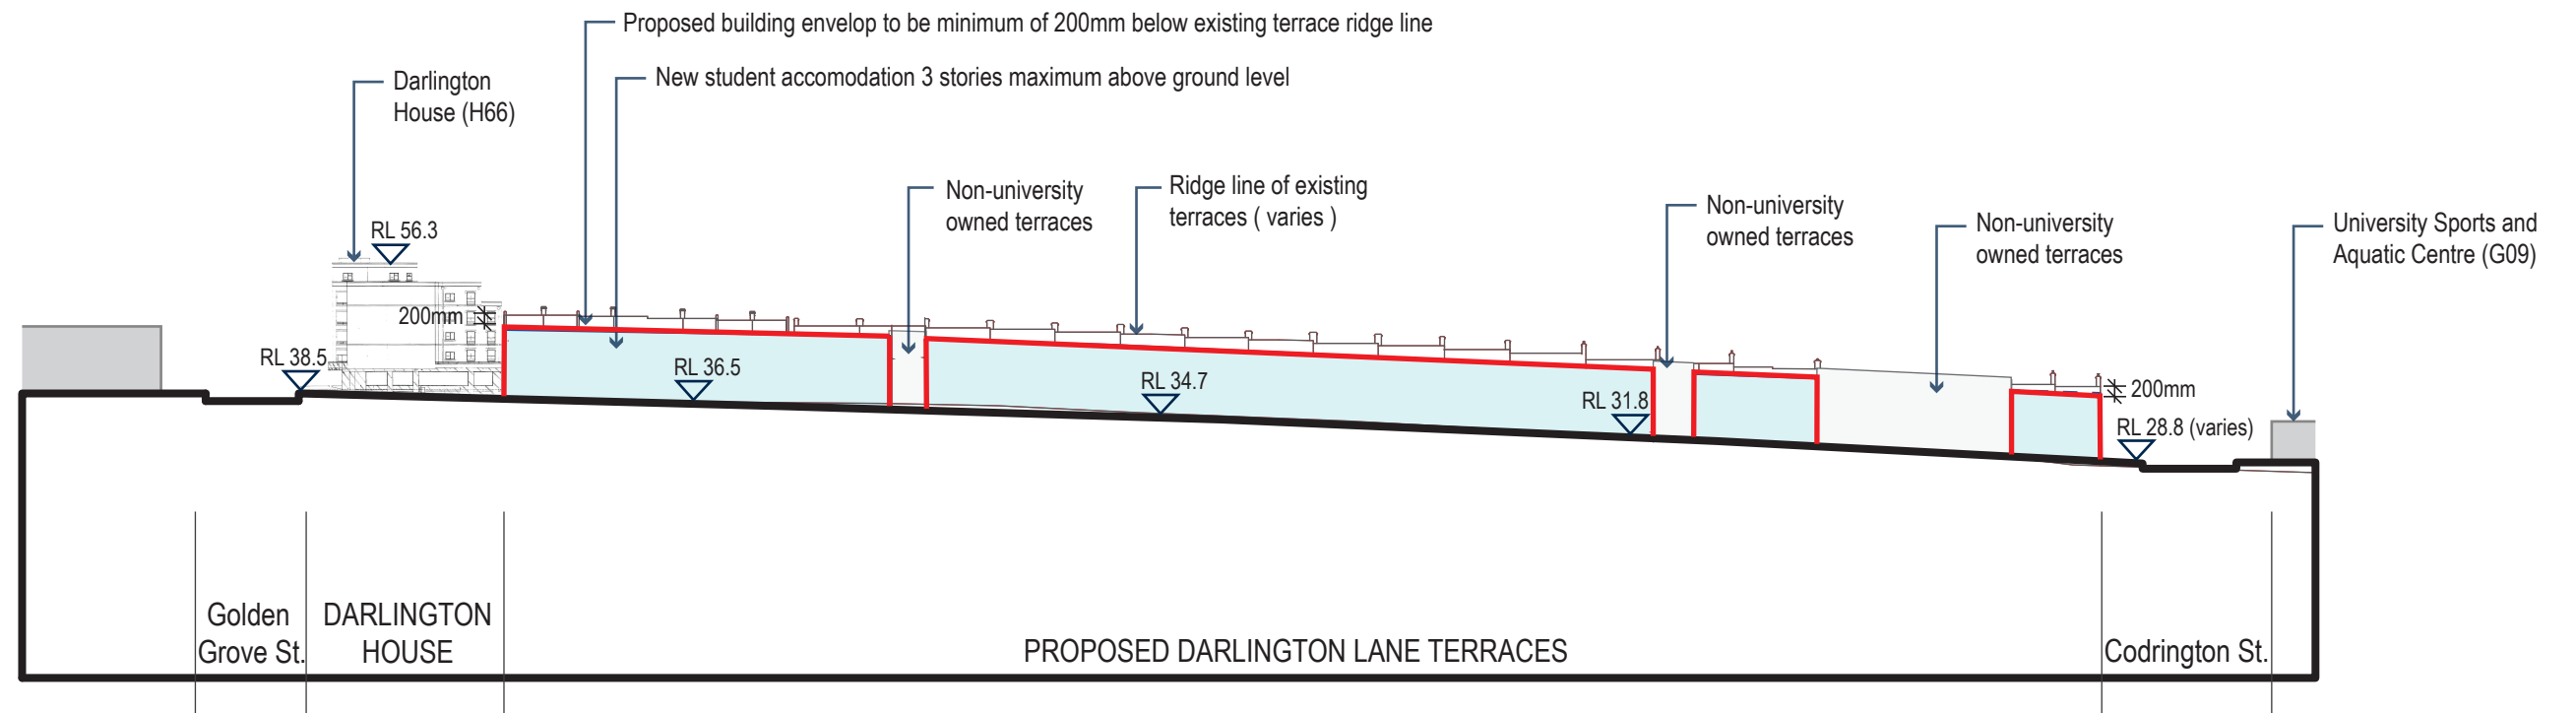 Proposed building envelop to be minimum of 200mm below existing terrace ridge line
New student accomodation 3 stories maximum above ground level
Darlington
House (H66)
Non-university
owned terraces
Ridge line of existing
terraces ( varies )
Non-university
owned terraces
Non-university
owned terraces
University Sports and
Aquatic Centre (G09)
RL 56.3
200mm
RL 38.5
RL 36.5
RL 34.7
RL 31.8
200mm
RL 28.8 (varies)
Golden
Grove St.
DARLINGTON
HOUSE
PROPOSED DARLINGTON LANE TERRACES
Codrington St.